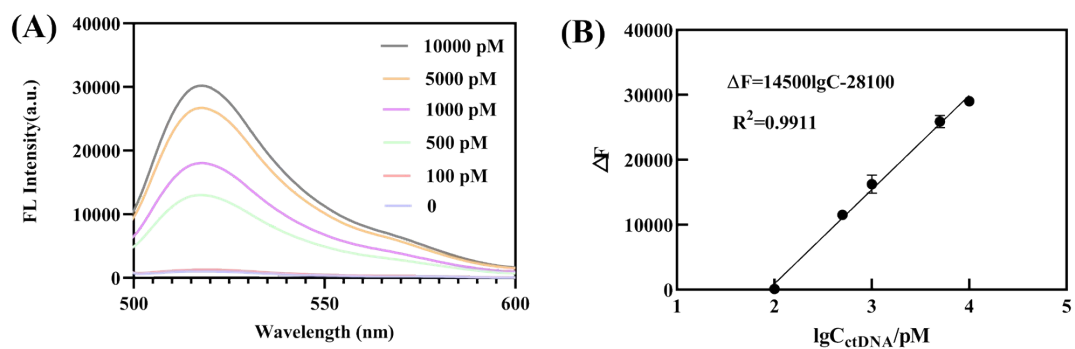 (A)
40000
30000
20000
10000
0
FL Intensity(a.u.)
10000 pM
5000 pM
1000 pM
500 pM
100 pM
0
500
550
600
Wavelength (nm)
(B)
40000
30000
20000
10000
0
△F
ΔF=14500lgC-28100
R²=0.9911
1
2
3
4
5
lgC_ctDNA/pM